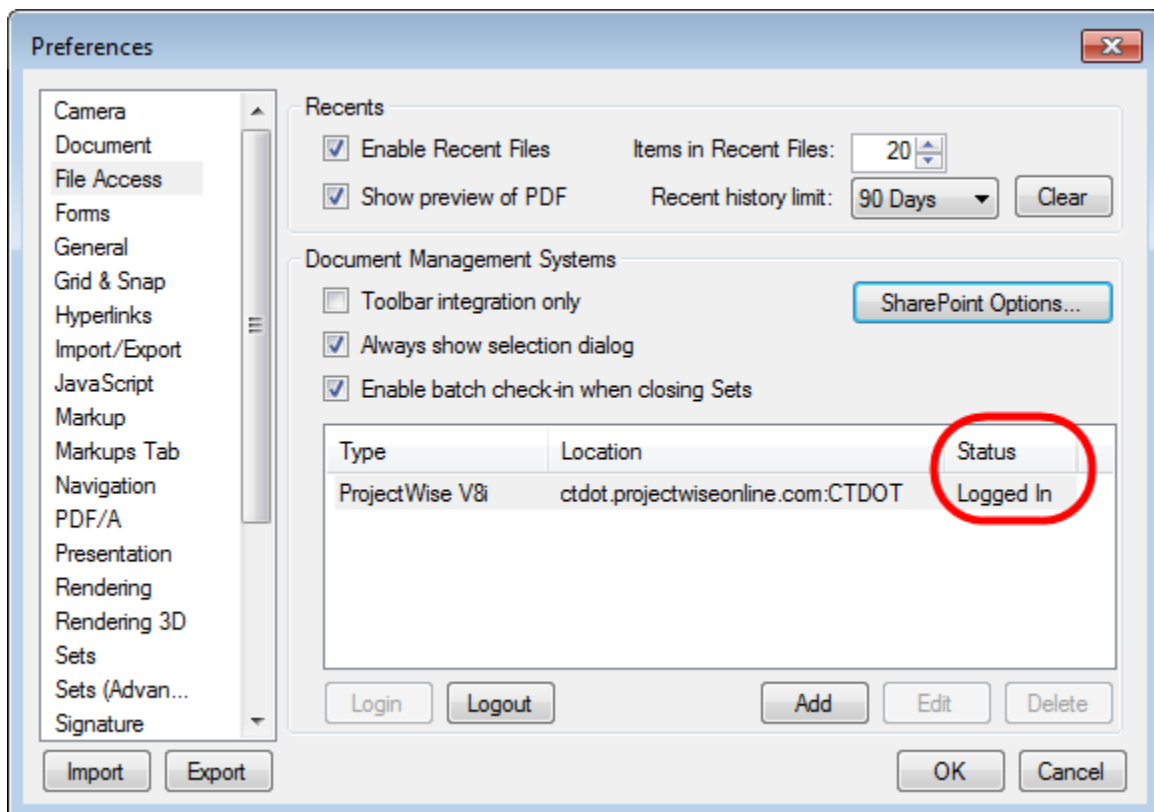 Preferences
Camera
Document
File Access
Forms
General
Grid & Snap
Hyperlinks
Import/Export
JavaScript
Markup
Markups Tab
Navigation
PDF/A
Presentation
Rendering
Rendering 3D
Sets
Sets (Advan...
Signature
Import Export
Recents
Enable Recent Files Items in Recent Files: 20
Show preview of PDF Recent history limit: 90 Days Clear
Document Management Systems
Toolbar integration only SharePoint Options...
Always show selection dialog
Enable batch check-in when closing Sets
Type Location Status
ProjectWise V8i ctdot.projectwiseonline.com:CTDOT Logged In
Login Logout Add Edit Delete
OK Cancel